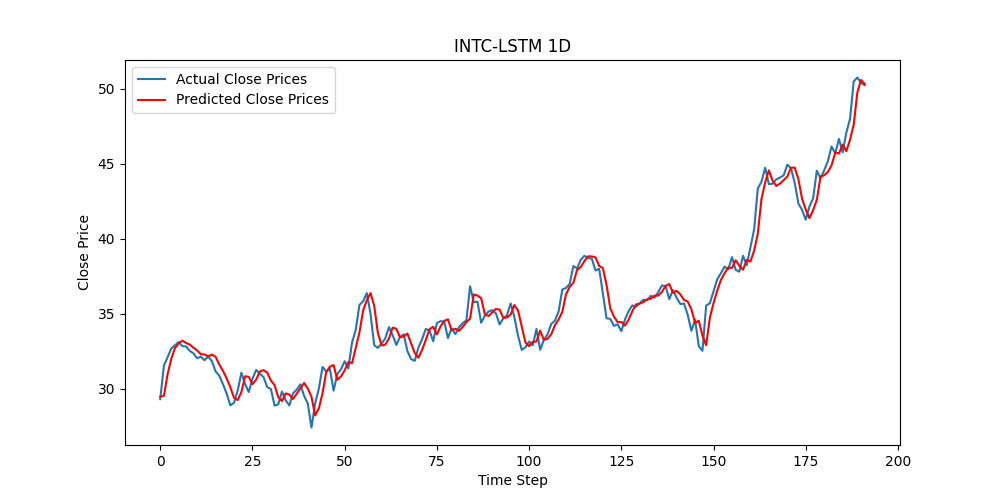 INTC-LSTM 1D
Actual Close Prices
Predicted Close Prices
Close Price
50
45
40
35
30
0 25 50 75 100 125 150 175 200
Time Step